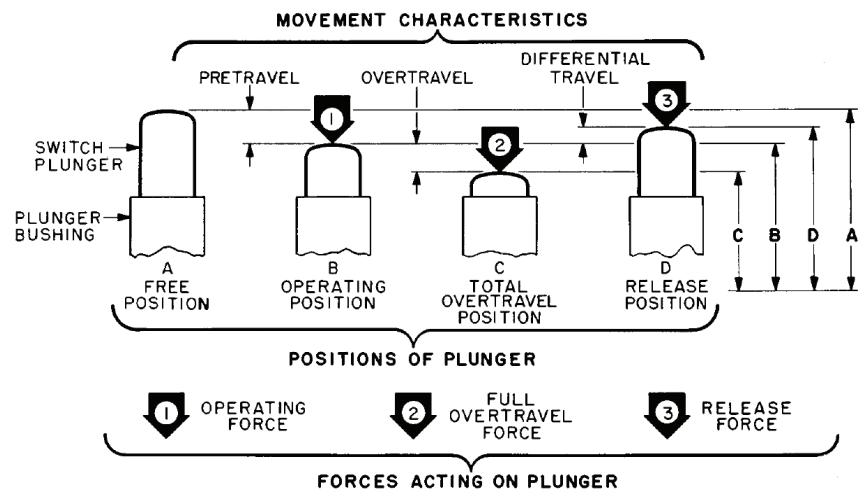 MOVEMENT CHARACTERISTICS
PRETRAVEL
OVERTRAVEL
DIFFERENTIAL
TRAVEL
1
2
3
SWITCH
PLUNGER
PLUNGER
BUSHING
A
FREE
POSITION
B
OPERATING
POSITION
C
TOTAL
OVERTRAVEL
POSITION
D
RELEASE
POSITION
C
B
D
A
POSITIONS OF PLUNGER
1
OPERATING
FORCE
2
FULL
OVERTRAVEL
FORCE
3
RELEASE
FORCE
FORCES ACTING ON PLUNGER